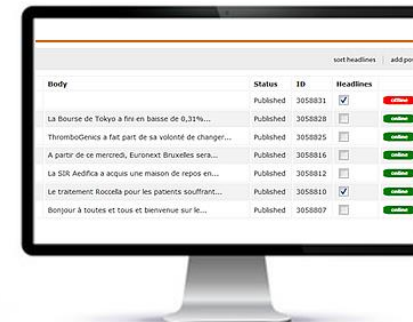 sort headlines add po
Body Status ID Headlines
Published 3058831 offline
La Bourse de Tokyo a fini en baisse de 0,31%... Published 3058828 online
ThromboGenics a fait part de sa volonté de changer... Published 3058825 online
A partir de ce mercredi, Euronext Bruxelles sera... Published 3058816 online
La SIR Aedifica a acquis une maison de repos en... Published 3058812 online
Le traitement Roccella pour les patients souffrant... Published 3058810 online
Bonjour à toutes et tous et bienvenue sur le... Published 3058807 online